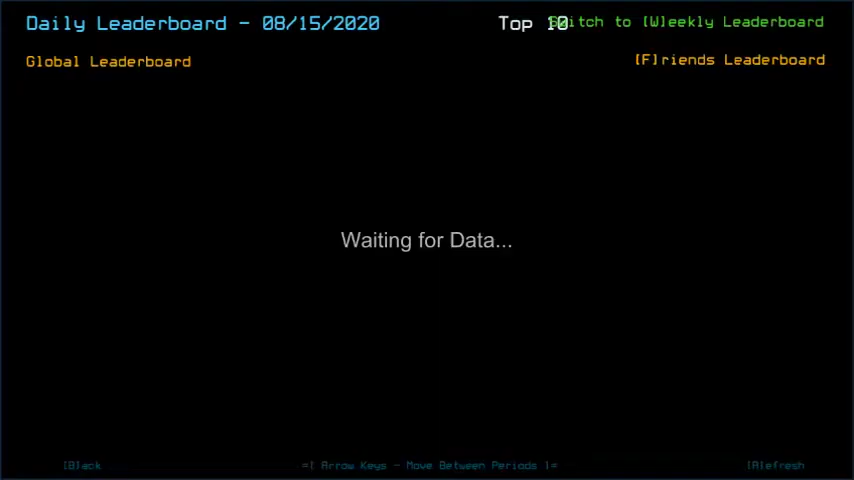 Daily Leaderboard - 08/15/2020
Top 10
Switch to [W]eekly Leaderboard
Global Leaderboard
[F]riends Leaderboard
Waiting for Data...
[B]ack
=[ Arrow Keys - Move Between Periods ]=
[R]efresh